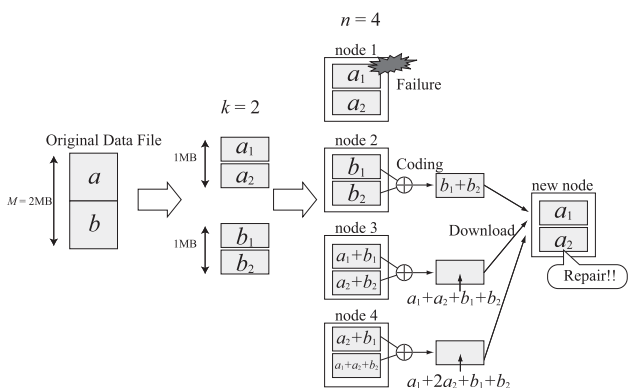 n = 4
node 1
a₁
a₂
Failure
k = 2
Original Data File
M = 2MB
a
b
1MB
a₁
a₂
1MB
b₁
b₂
node 2
b₁
b₂
Coding
b₁+b₂
Download
new node
a₁
a₂
Repair!!
node 3
a₁+b₁
a₂+b₂
a₁+a₂+b₁+b₂
node 4
a₂+b₁
a₁+a₂+b₂
a₁+2a₂+b₁+b₂